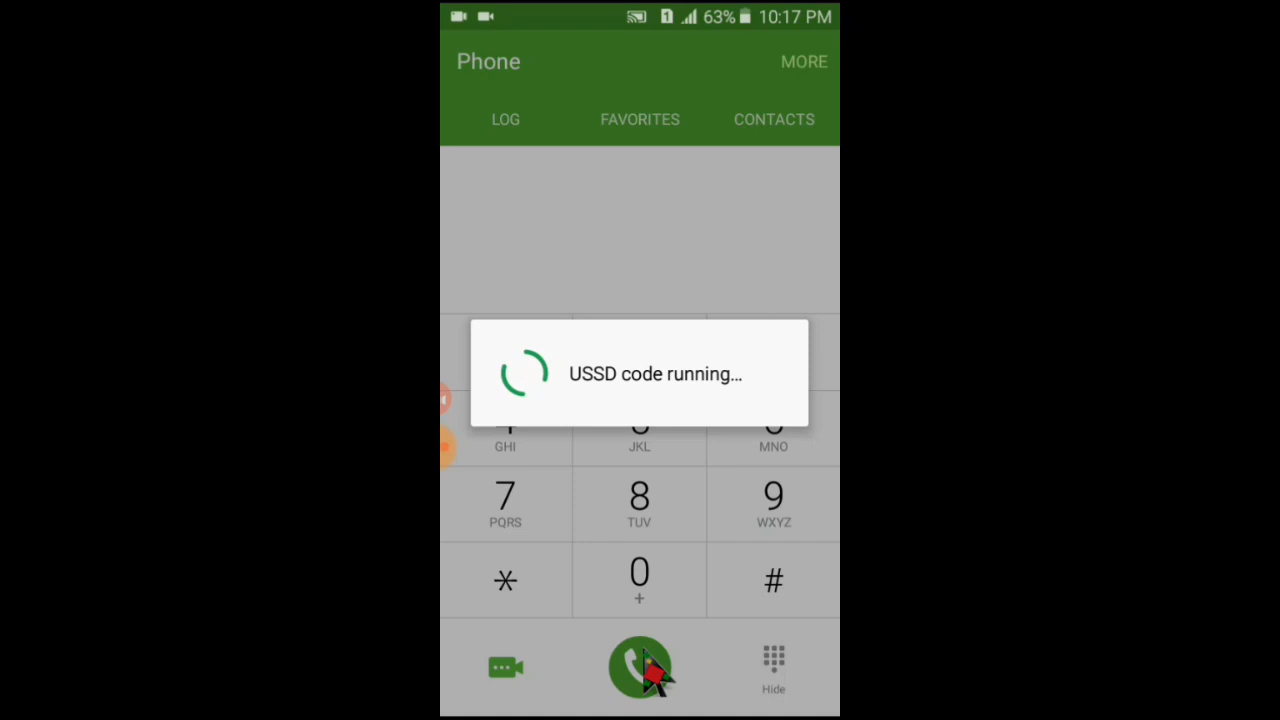 1 63% 10:17 PM
Phone MORE
LOG FAVORITES CONTACTS
USSD code running...
GHI JKL MNO
7 8 9
PQRS TUV WXYZ
* 0 #
+
Hide